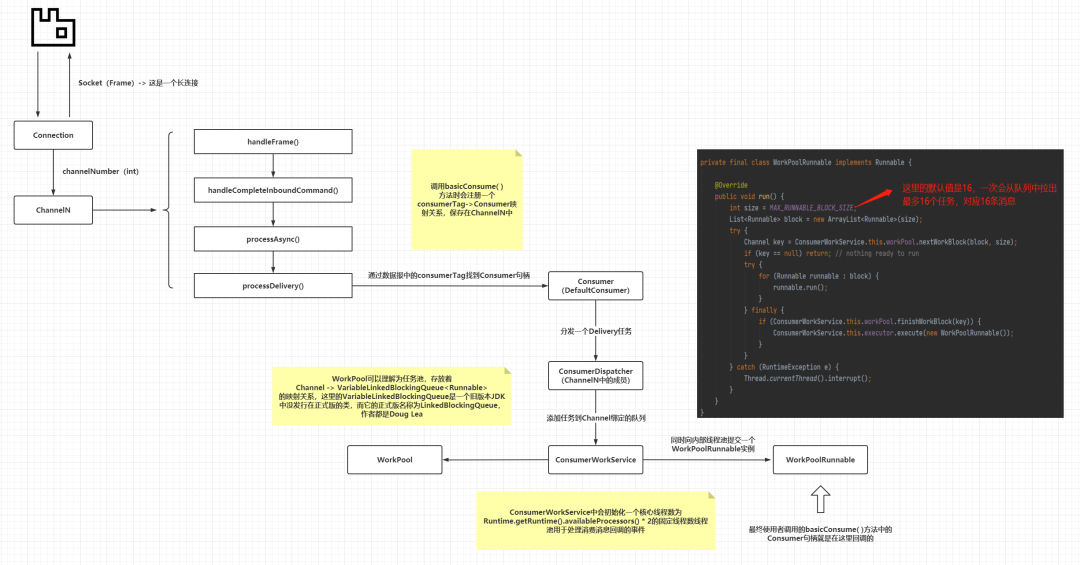 Socket（Frame）-> 这是一个长连接
Connection
channelNumber（int）
ChannelN
handleFrame()
handleCompleteInboundCommand()
processAsync()
processDelivery()
调用basicConsume( )
方法时会注册一个
consumerTag->Consumer映
射关系，保存在ChannelN中
通过数据报中的consumerTag找到Consumer句柄
Consumer
(DefaultConsumer)
分发一个Delivery任务
ConsumerDispatcher
(ChannelN中的成员)
WorkPool可以理解为任务池，存放着
Channel -> VariableLinkedBlockingQueue<Runnable>
的映射关系，这里的VariableLinkedBlockingQueue是一个旧版本JDK
中没发行在正式版的类，而它的正式版名称为LinkedBlockingQueue，
作者都是Doug Lea
添加任务到Channel绑定的队列
WorkPool
ConsumerWorkService
同时向内部线程池提交一个
WorkPoolRunnable实例
WorkPoolRunnable
ConsumerWorkService中会初始化一个核心线程数为
Runtime.getRuntime().availableProcessors() * 2的固定线程数线程
池用于处理消费消息回调的事件
最终使用者调用的basicConsume( )方法中的
Consumer句柄就是在这里回调的
private final class WorkPoolRunnable implements Runnable {
@Override
public void run() {
int size = MAX_RUNNABLE_BLOCK_SIZE;
List<Runnable> block = new ArrayList<Runnable>(size);
try {
Channel key = ConsumerWorkService.this.workPool.nextWorkBlock(block, size);
if (key == null) return; // nothing ready to run
try {
for (Runnable runnable : block) {
runnable.run();
}
} finally {
if (ConsumerWorkService.this.workPool.finishWorkBlock(key)) {
ConsumerWorkService.this.executor.execute(new WorkPoolRunnable());
}
}
} catch (RuntimeException e) {
Thread.currentThread().interrupt();
}
}
}
这里的默认值是16，一次会从队列中拉出
最多16个任务，对应16条消息